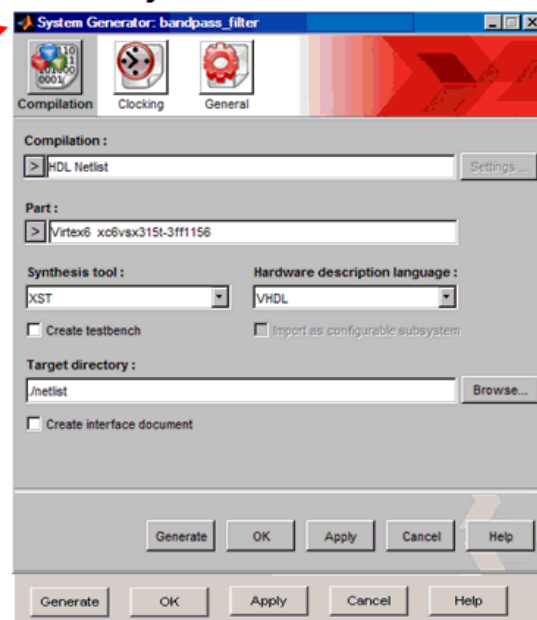 System Generator: bandpass_filter
Compilation Clocking General
Compilation :
> HDL Netlist Settings ...
Part :
> Virtex6 xc6vsx315t-3ff1156
Synthesis tool : Hardware description language :
XST VHDL
Create testbench Import as configurable subsystem
Target directory :
./netlist Browse...
Create interface document
Generate OK Apply Cancel Help
Generate OK Apply Cancel Help